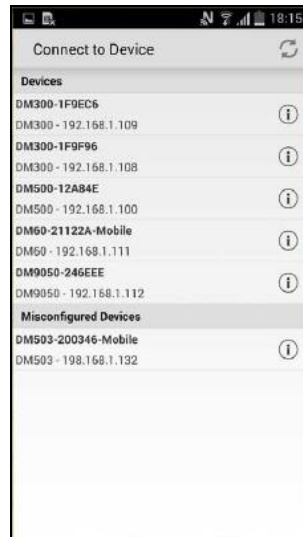 18:15
Connect to Device
Devices
DM300-1F9EC6
DM300 - 192.168.1.109
DM300-1F9F96
DM300 - 192.168.1.108
DM500-12A84E
DM500 - 192.168.1.100
DM60-21122A-Mobile
DM60 - 192.168.1.111
DM9050-246EEE
DM9050 - 192.168.1.112
Misconfigured Devices
DM503-200346-Mobile
DM503 - 198.168.1.132